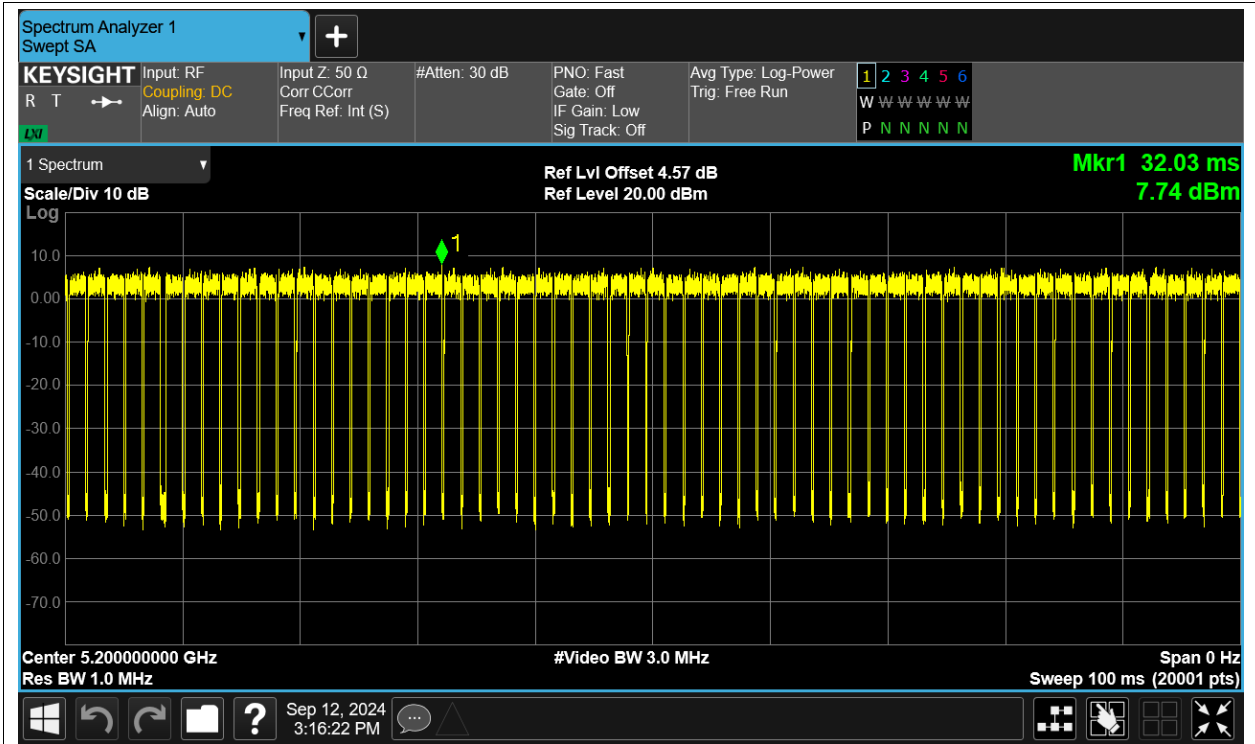 Spectrum Analyzer 1
Swept SA
+
KEYSIGHT
R T
LXI
Input: RF
Coupling: DC
Align: Auto
Input Z: 50 Ω
Corr CCorr
Freq Ref: Int (S)
#Atten: 30 dB
PNO: Fast
Gate: Off
IF Gain: Low
Sig Track: Off
Avg Type: Log-Power
Trig: Free Run
1 2 3 4 5 6
W W W W W W
P N N N N N
1 Spectrum
Scale/Div 10 dB
Ref Lvl Offset 4.57 dB
Ref Level 20.00 dBm
Mkr1 32.03 ms
7.74 dBm
Log
1
10.0
0.00
-10.0
-20.0
-30.0
-40.0
-50.0
-60.0
-70.0
Center 5.200000000 GHz
Res BW 1.0 MHz
#Video BW 3.0 MHz
Span 0 Hz
Sweep 100 ms (20001 pts)
?
Sep 12, 2024
3:16:22 PM